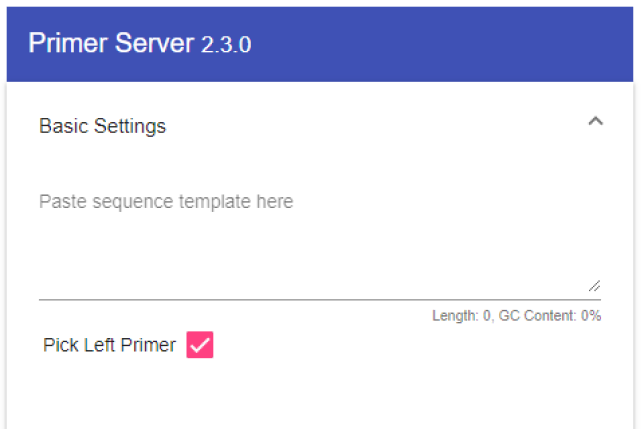 Primer Server 2.3.0
Basic Settings
Paste sequence template here
Length: 0, GC Content: 0%
Pick Left Primer